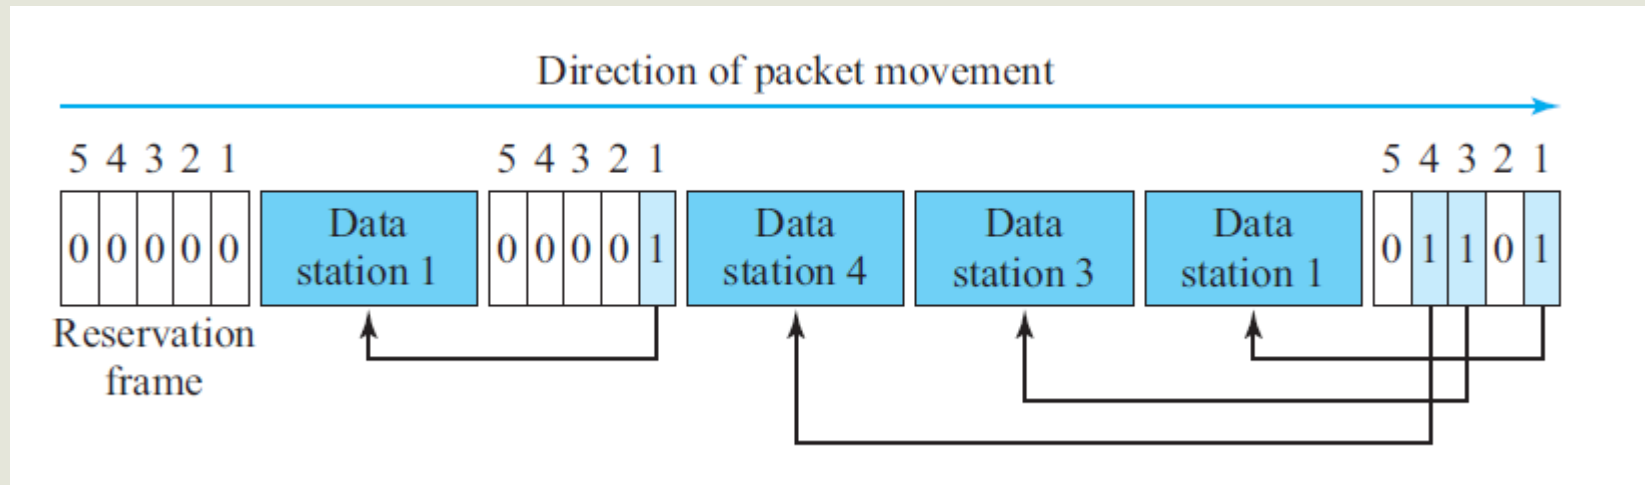 Direction of packet movement
5 4 3 2 1
5 4 3 2 1
5 4 3 2 1
0 0 0 0 0
Data
station 1
0 0 0 0 1
Data
station 4
Data
station 3
Data
station 1
0 1 1 0 1
Reservation
frame